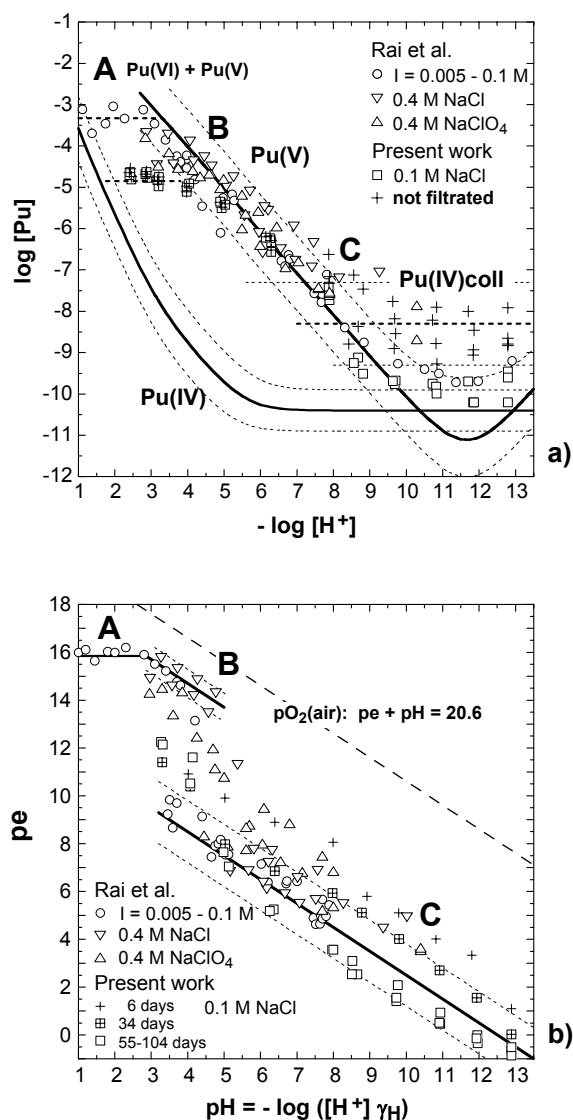 A
Pu(VI) + Pu(V)
B
Pu(V)
C
Pu(IV)coll
Pu(IV)
Rai et al.
I = 0.005 - 0.1 M
0.4 M NaCl
0.4 M NaClO4
Present work
0.1 M NaCl
not filtrated
log [Pu]
-1
-2
-3
-4
-5
-6
-7
-8
-9
-10
-11
-12
1 2 3 4 5 6 7 8 9 10 11 12 13
- log [H+]
a)
A
B
C
pO2(air): pe + pH = 20.6
pe
18
16
14
12
10
8
6
4
2
0
Rai et al.
I = 0.005 - 0.1 M
0.4 M NaCl
0.4 M NaClO4
Present work
6 days 0.1 M NaCl
34 days
55-104 days
1 2 3 4 5 6 7 8 9 10 11 12 13
pH = - log ([H+] γH)
b)